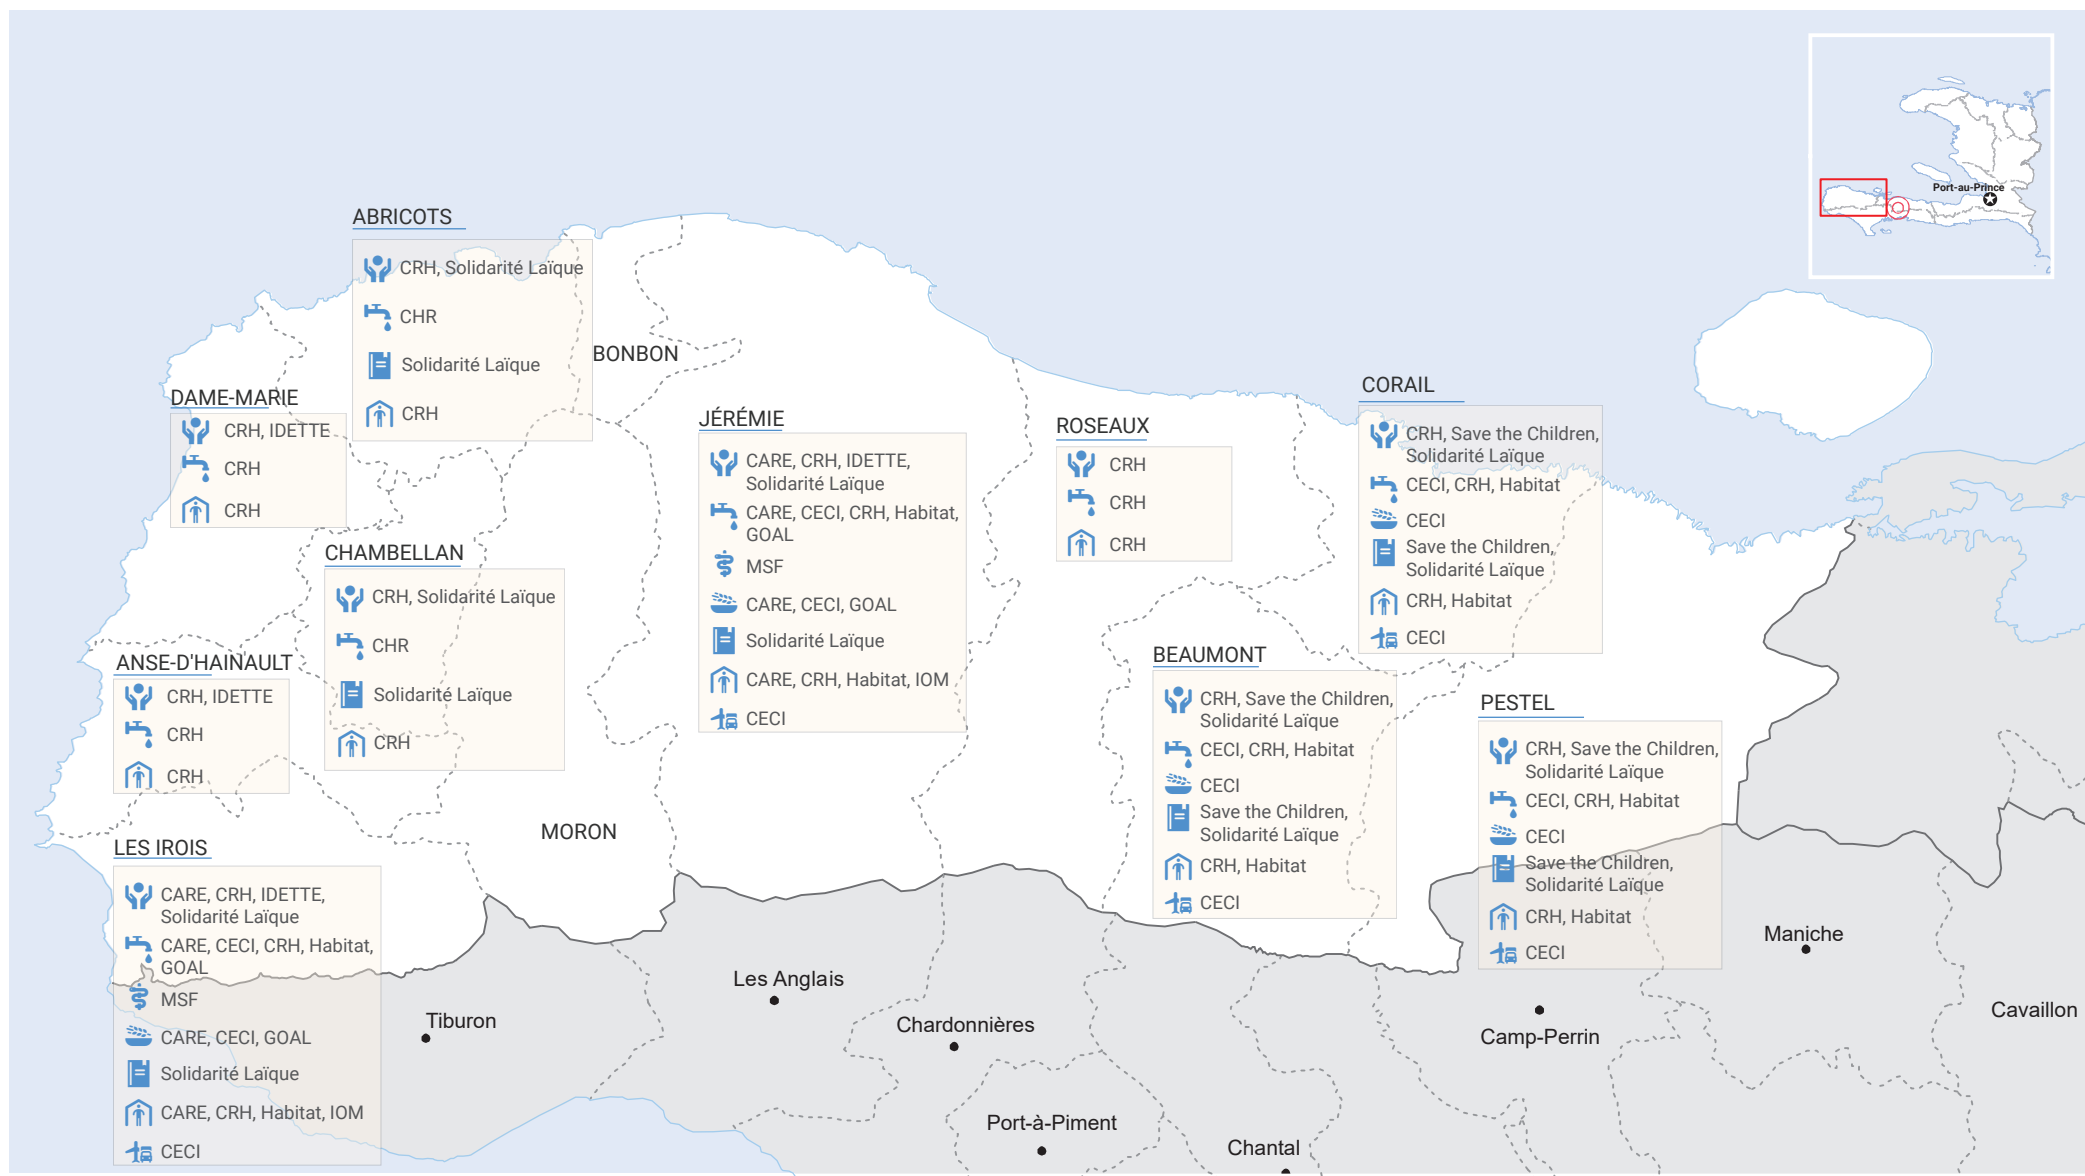 Port-au-Prince
ABRICOTS
CRH, Solidarité Laïque
CHR
Solidarité Laïque
CRH
BONBON
DAME-MARIE
CRH, IDETTE
CRH
CRH
JÉRÉMIE
CARE, CRH, IDETTE,
Solidarité Laïque
CARE, CECI, CRH, Habitat,
GOAL
MSF
CARE, CECI, GOAL
Solidarité Laïque
CARE, CRH, Habitat, IOM
CECI
ROSEAUX
CRH
CRH
CRH
CORAIL
CRH, Save the Children,
Solidarité Laïque
CECI, CRH, Habitat
CECI
Save the Children,
Solidarité Laïque
CRH, Habitat
CECI
CHAMBELLAN
CRH, Solidarité Laïque
CHR
Solidarité Laïque
CRH
ANSE-D'HAINAULT
CRH, IDETTE
CRH
CRH
BEAUMONT
CRH, Save the Children,
Solidarité Laïque
CECI, CRH, Habitat
CECI
Save the Children,
Solidarité Laïque
CRH, Habitat
CECI
PESTEL
CRH, Save the Children,
Solidarité Laïque
CECI, CRH, Habitat
CECI
Save the Children,
Solidarité Laïque
CRH, Habitat
CECI
MORON
LES IROIS
CARE, CRH, IDETTE,
Solidarité Laïque
CARE, CECI, CRH, Habitat,
GOAL
MSF
CARE, CECI, GOAL
Solidarité Laïque
CARE, CRH, Habitat, IOM
CECI
Maniche
Les Anglais
Tiburon
Chardonnières
Camp-Perrin
Cavaillon
Port-à-Piment
Chantal